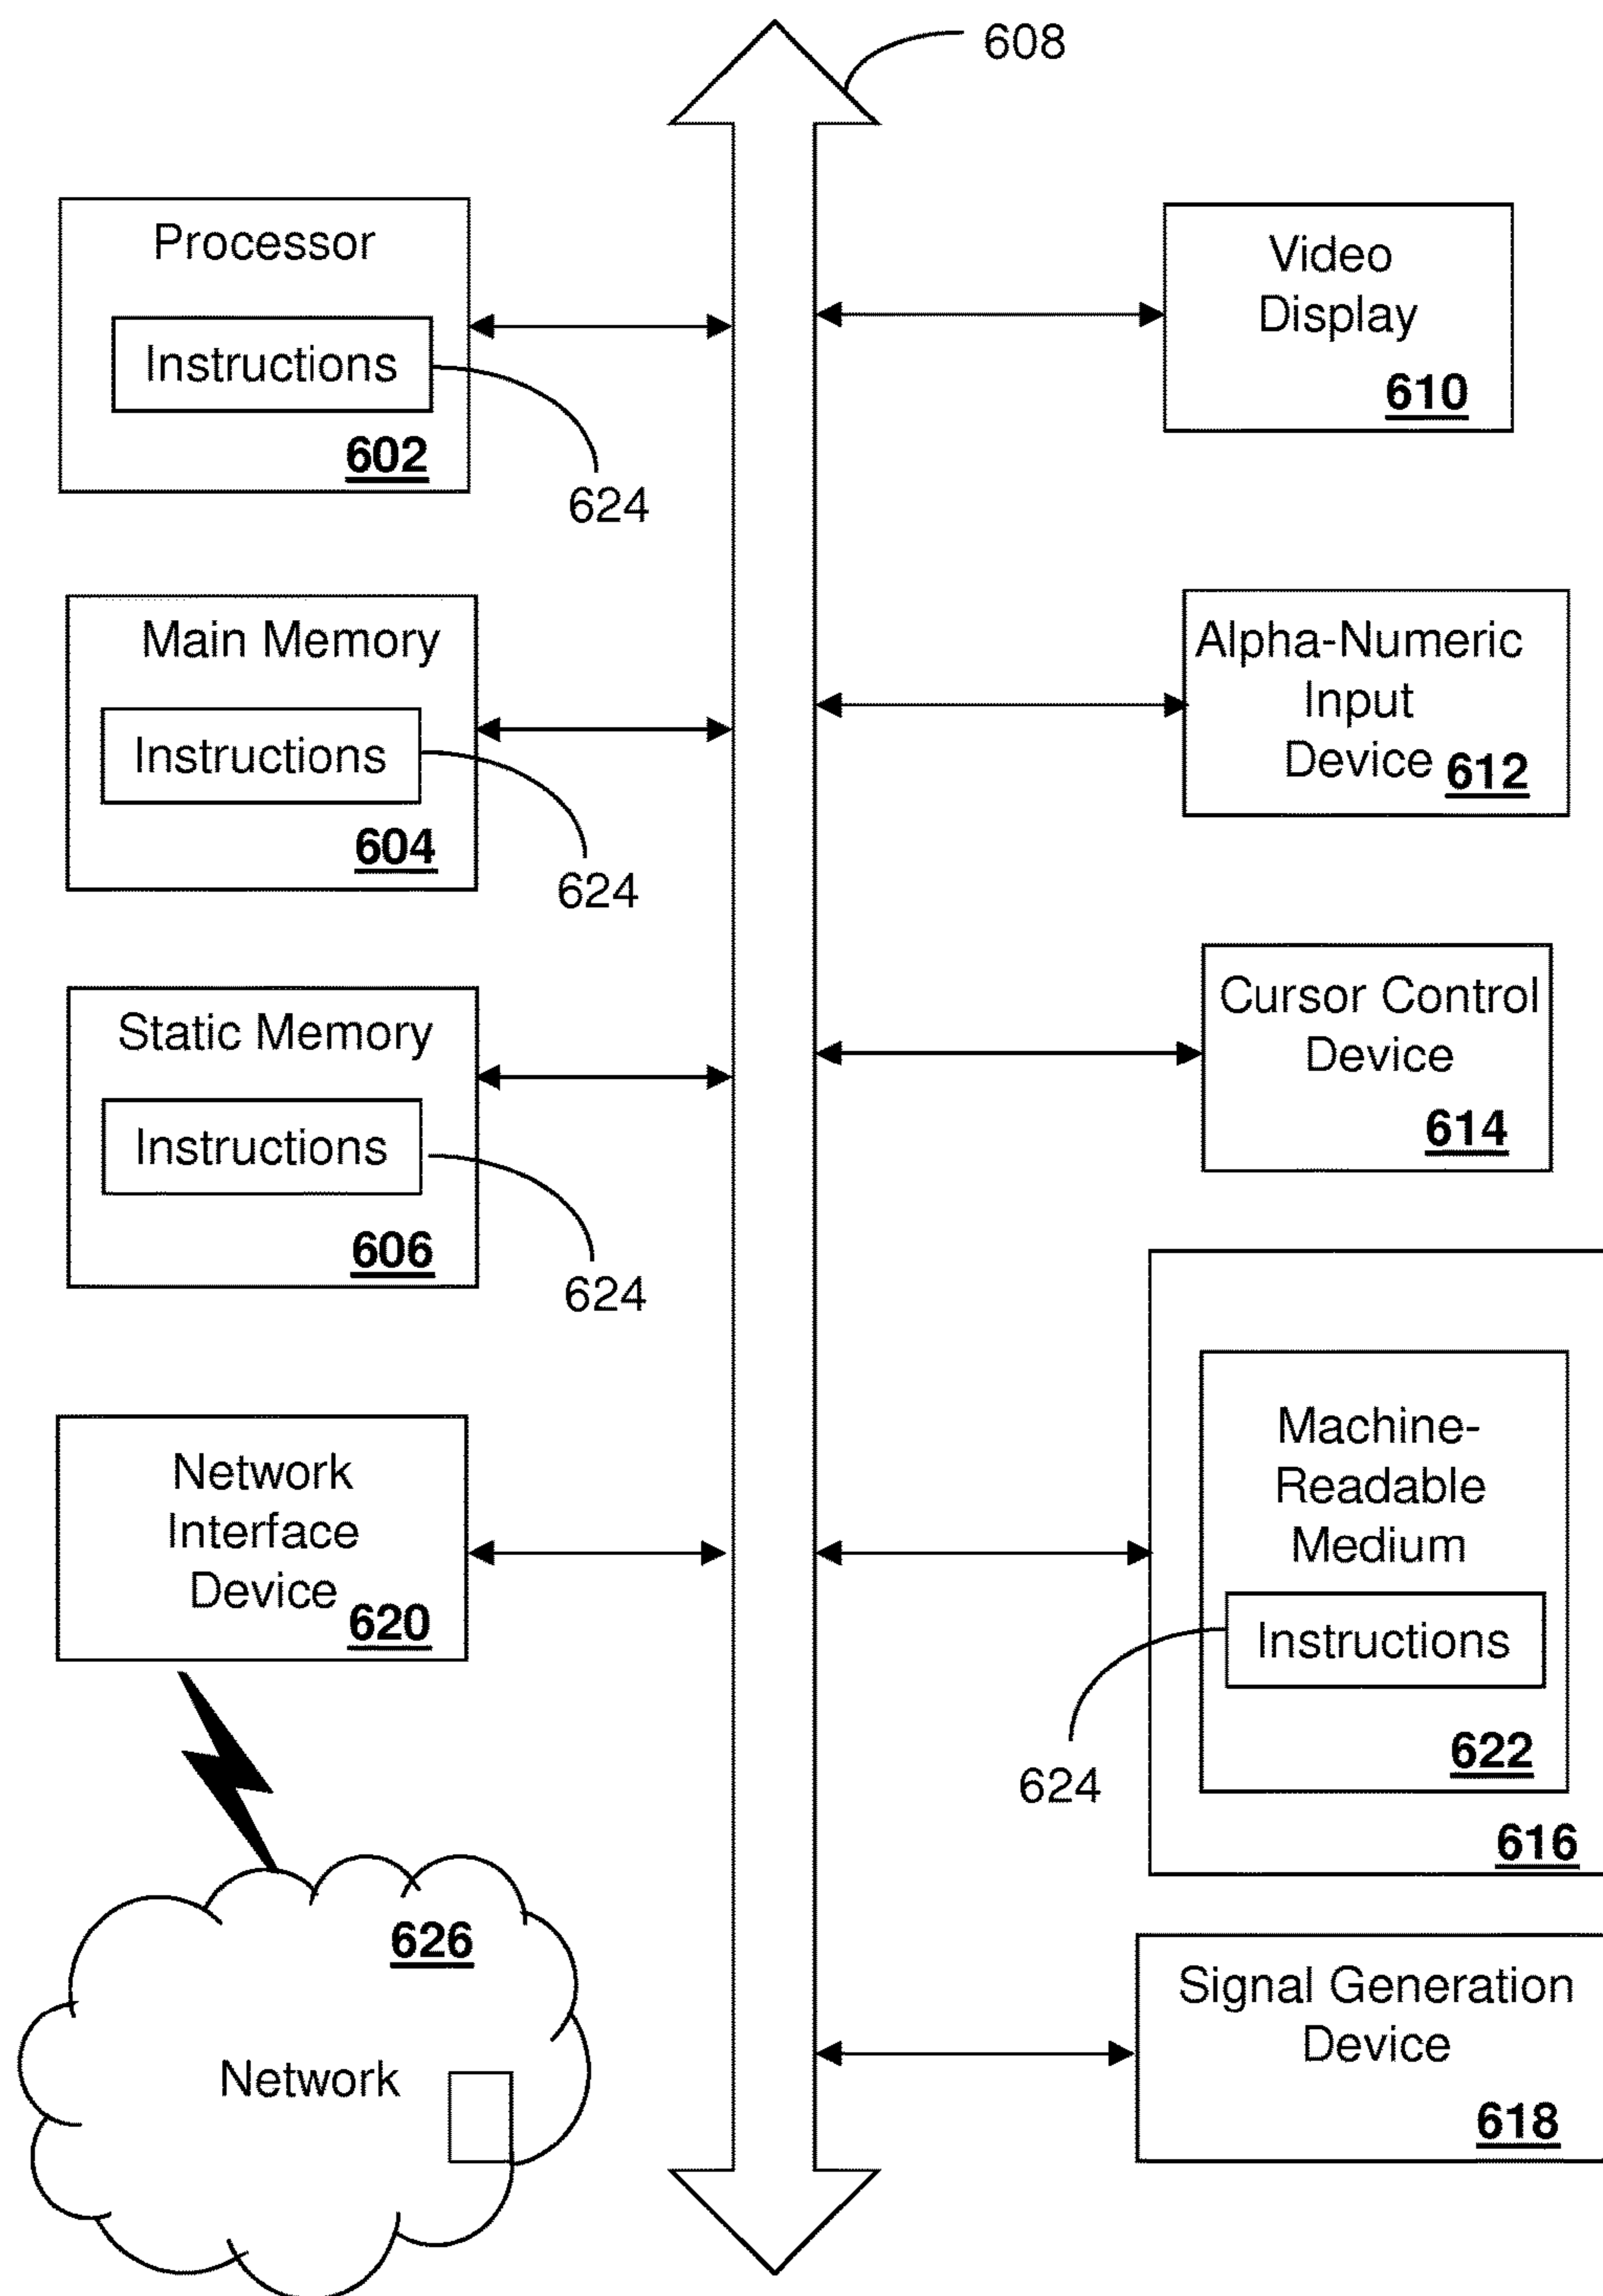 608
Processor
Instructions
602
624
Main Memory
Instructions
604
624
Static Memory
Instructions
606
624
Network
Interface
Device
620
626
Network
Video
Display
610
Alpha-Numeric
Input
Device 612
Cursor Control
Device
614
Machine-
Readable
Medium
Instructions
622
624
616
Signal Generation
Device
618